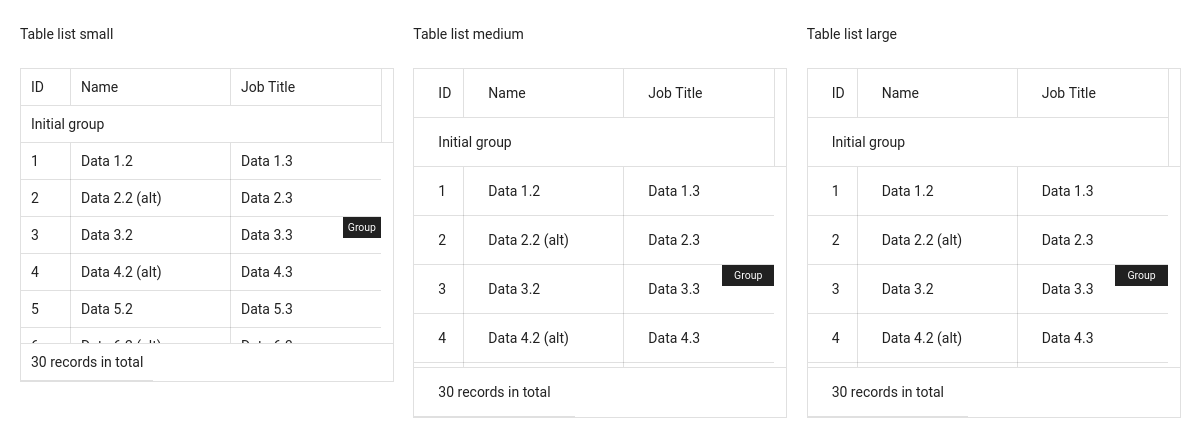 Table list small
ID Name Job Title
Initial group
1 Data 1.2 Data 1.3
2 Data 2.2 (alt) Data 2.3
Group
3 Data 3.2 Data 3.3
4 Data 4.2 (alt) Data 4.3
5 Data 5.2 Data 5.3
30 records in total
Table list medium
ID Name Job Title
Initial group
1 Data 1.2 Data 1.3
2 Data 2.2 (alt) Data 2.3
Group
3 Data 3.2 Data 3.3
4 Data 4.2 (alt) Data 4.3
30 records in total
Table list large
ID Name Job Title
Initial group
1 Data 1.2 Data 1.3
2 Data 2.2 (alt) Data 2.3
Group
3 Data 3.2 Data 3.3
4 Data 4.2 (alt) Data 4.3
30 records in total